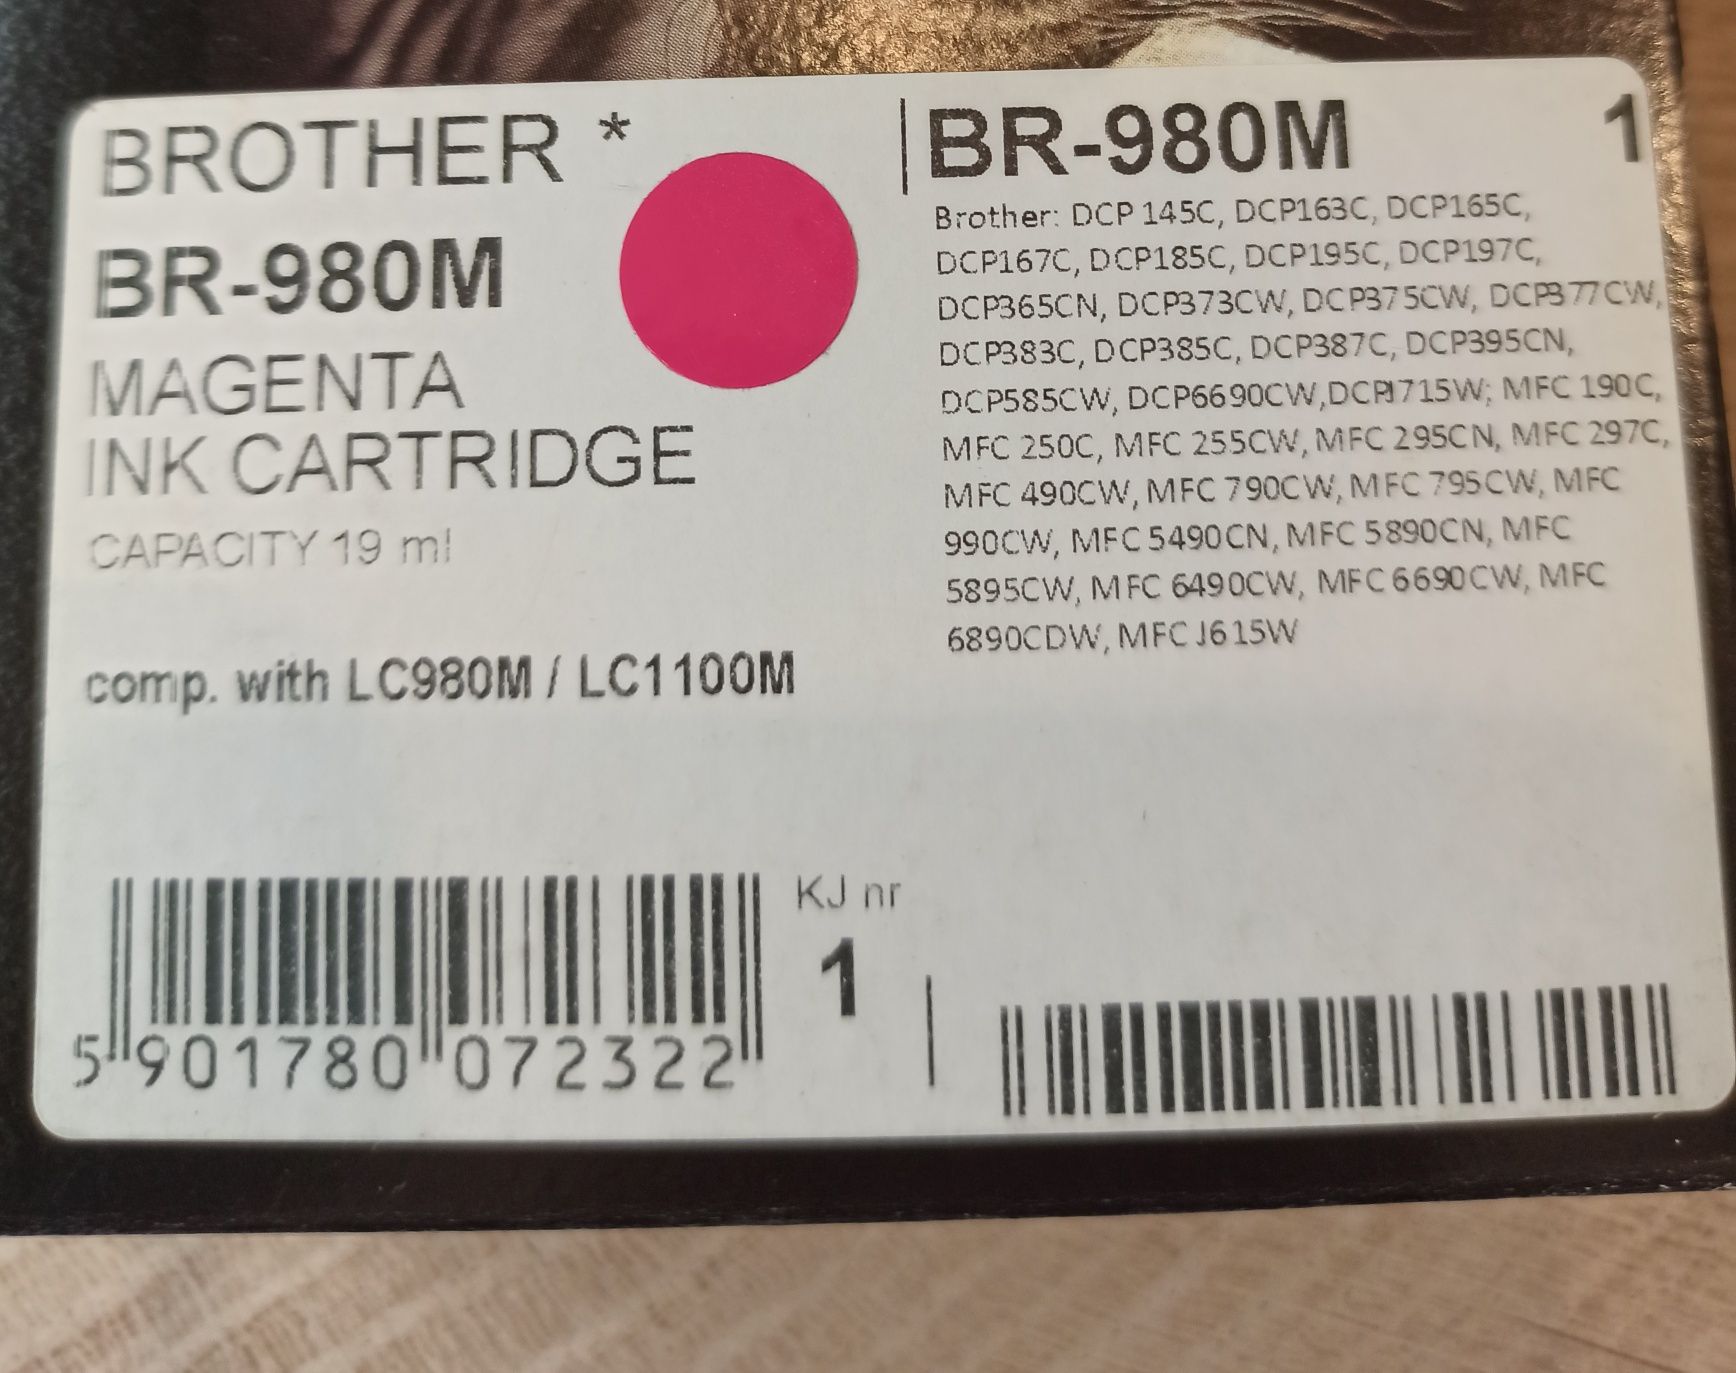 BROTHER *
BR-980M
MAGENTA
INK CARTRIDGE
CAPACITY 19 ml
comp. with LC980M / LC1100M
5 901780 072322
KJ nr
1
BR-980M 1
Brother: DCP 145C, DCP163C, DCP165C,
DCP167C, DCP185C, DCP195C, DCP197C,
DCP365CN, DCP373CW, DCP375CW, DCP377CW,
DCP383C, DCP385C, DCP387C, DCP395CN,
DCP585CW, DCP6690CW,DCPJ715W; MFC 190C,
MFC 250C, MFC 255CW, MFC 295CN, MFC 297C,
MFC 490CW, MFC 790CW, MFC 795CW, MFC
990CW, MFC 5490CN, MFC 5890CN, MFC
5895CW, MFC 6490CW, MFC 6690CW, MFC
6890CDW, MFC J615W